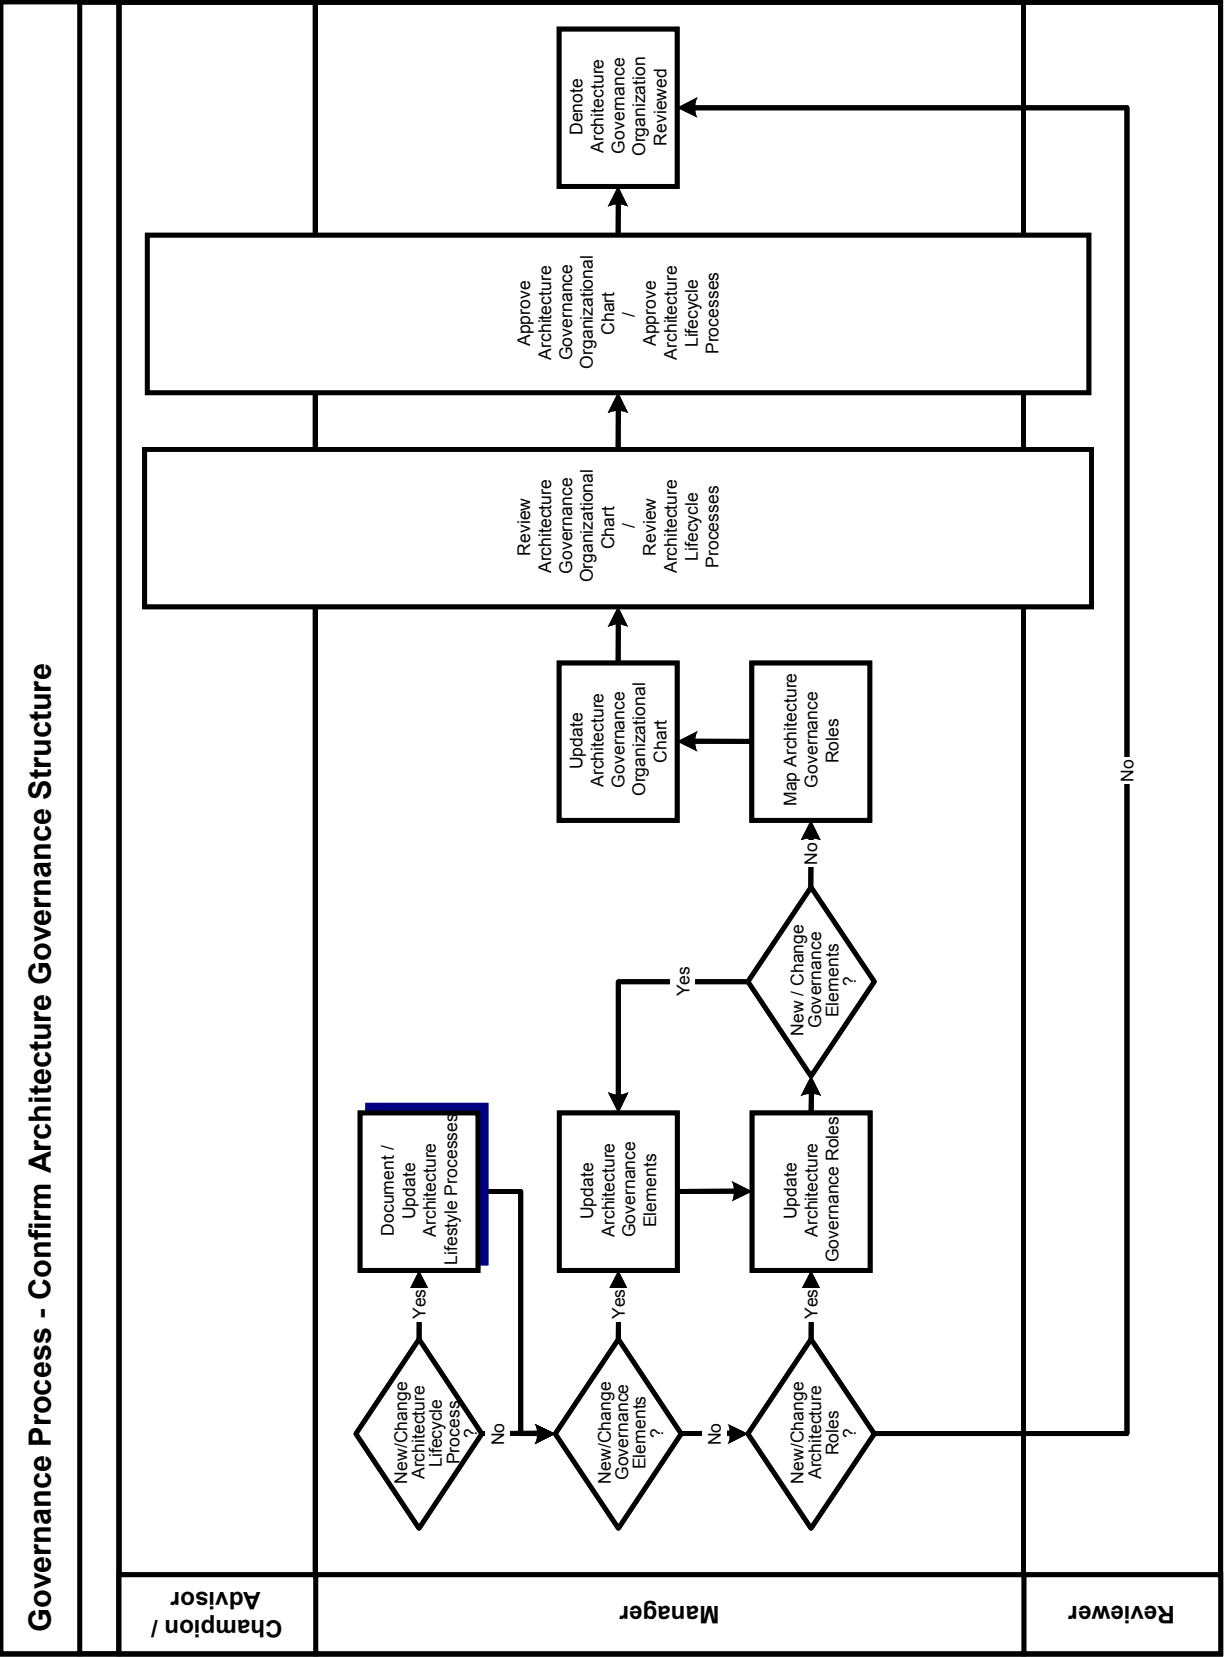 Governance Process - Confirm Architecture Governance Structure
Champion /
Advisor
Manager
Reviewer
New/Change
Architecture
Lifecycle
Process
?
Yes
No
Document /
Update
Architecture
Lifestyle Processes
New/Change
Governance
Elements
?
Yes
No
Update
Architecture
Governance
Elements
New/Change
Architecture
Roles
?
Yes
No
Update
Architecture
Governance Roles
New / Change
Governance
Elements
?
Yes
No
Map Architecture
Governance
Roles
Update
Architecture
Governance
Organizational
Chart
Review
Architecture
Governance
Organizational
Chart
/
Review
Architecture
Lifecycle
Processes
Approve
Architecture
Governance
Organizational
Chart
/
Approve
Architecture
Lifecycle
Processes
Denote
Architecture
Governance
Organization
Reviewed